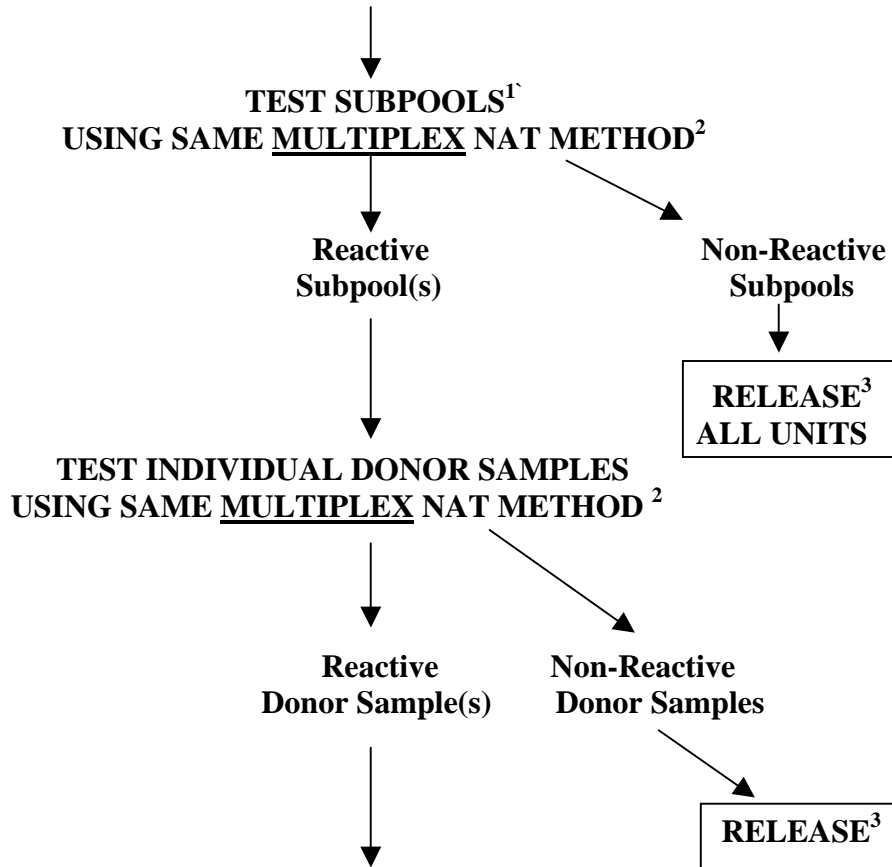 TEST SUBPOOLS1`
USING SAME MULTIPLEX NAT METHOD2
Reactive
Subpool(s)
Non-Reactive
Subpools
RELEASE3
ALL UNITS
TEST INDIVIDUAL DONOR SAMPLES
USING SAME MULTIPLEX NAT METHOD 2
Reactive
Donor Sample(s)
Non-Reactive
Donor Samples
RELEASE3